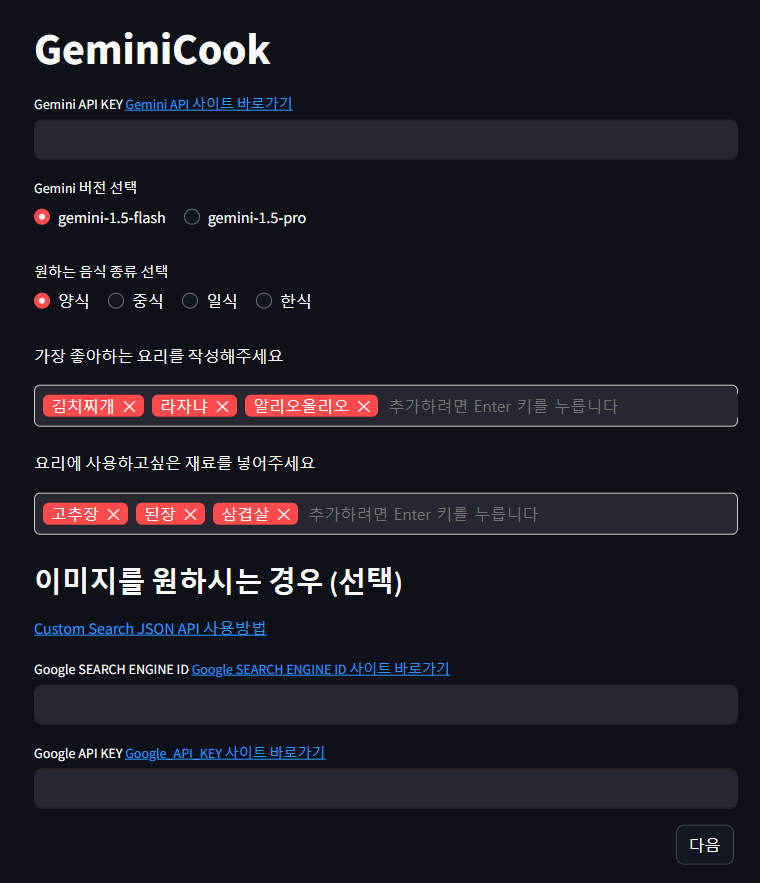 GeminiCook
Gemini API KEY Gemini API 사이트 바로가기
Gemini 버전 선택
gemini-1.5-flash gemini-1.5-pro
원하는 음식 종류 선택
양식 중식 일식 한식
가장 좋아하는 요리를 작성해주세요
김치찌개 라자냐 알리오올리오 추가하려면 Enter 키를 누릅니다
요리에 사용하고싶은 재료를 넣어주세요
고추장 된장 삼겹살 추가하려면 Enter 키를 누릅니다
이미지를 원하시는 경우 (선택)
Custom Search JSON API 사용방법
Google SEARCH ENGINE ID Google SEARCH ENGINE ID 사이트 바로가기
Google API KEY Google_API_KEY 사이트 바로가기
다음